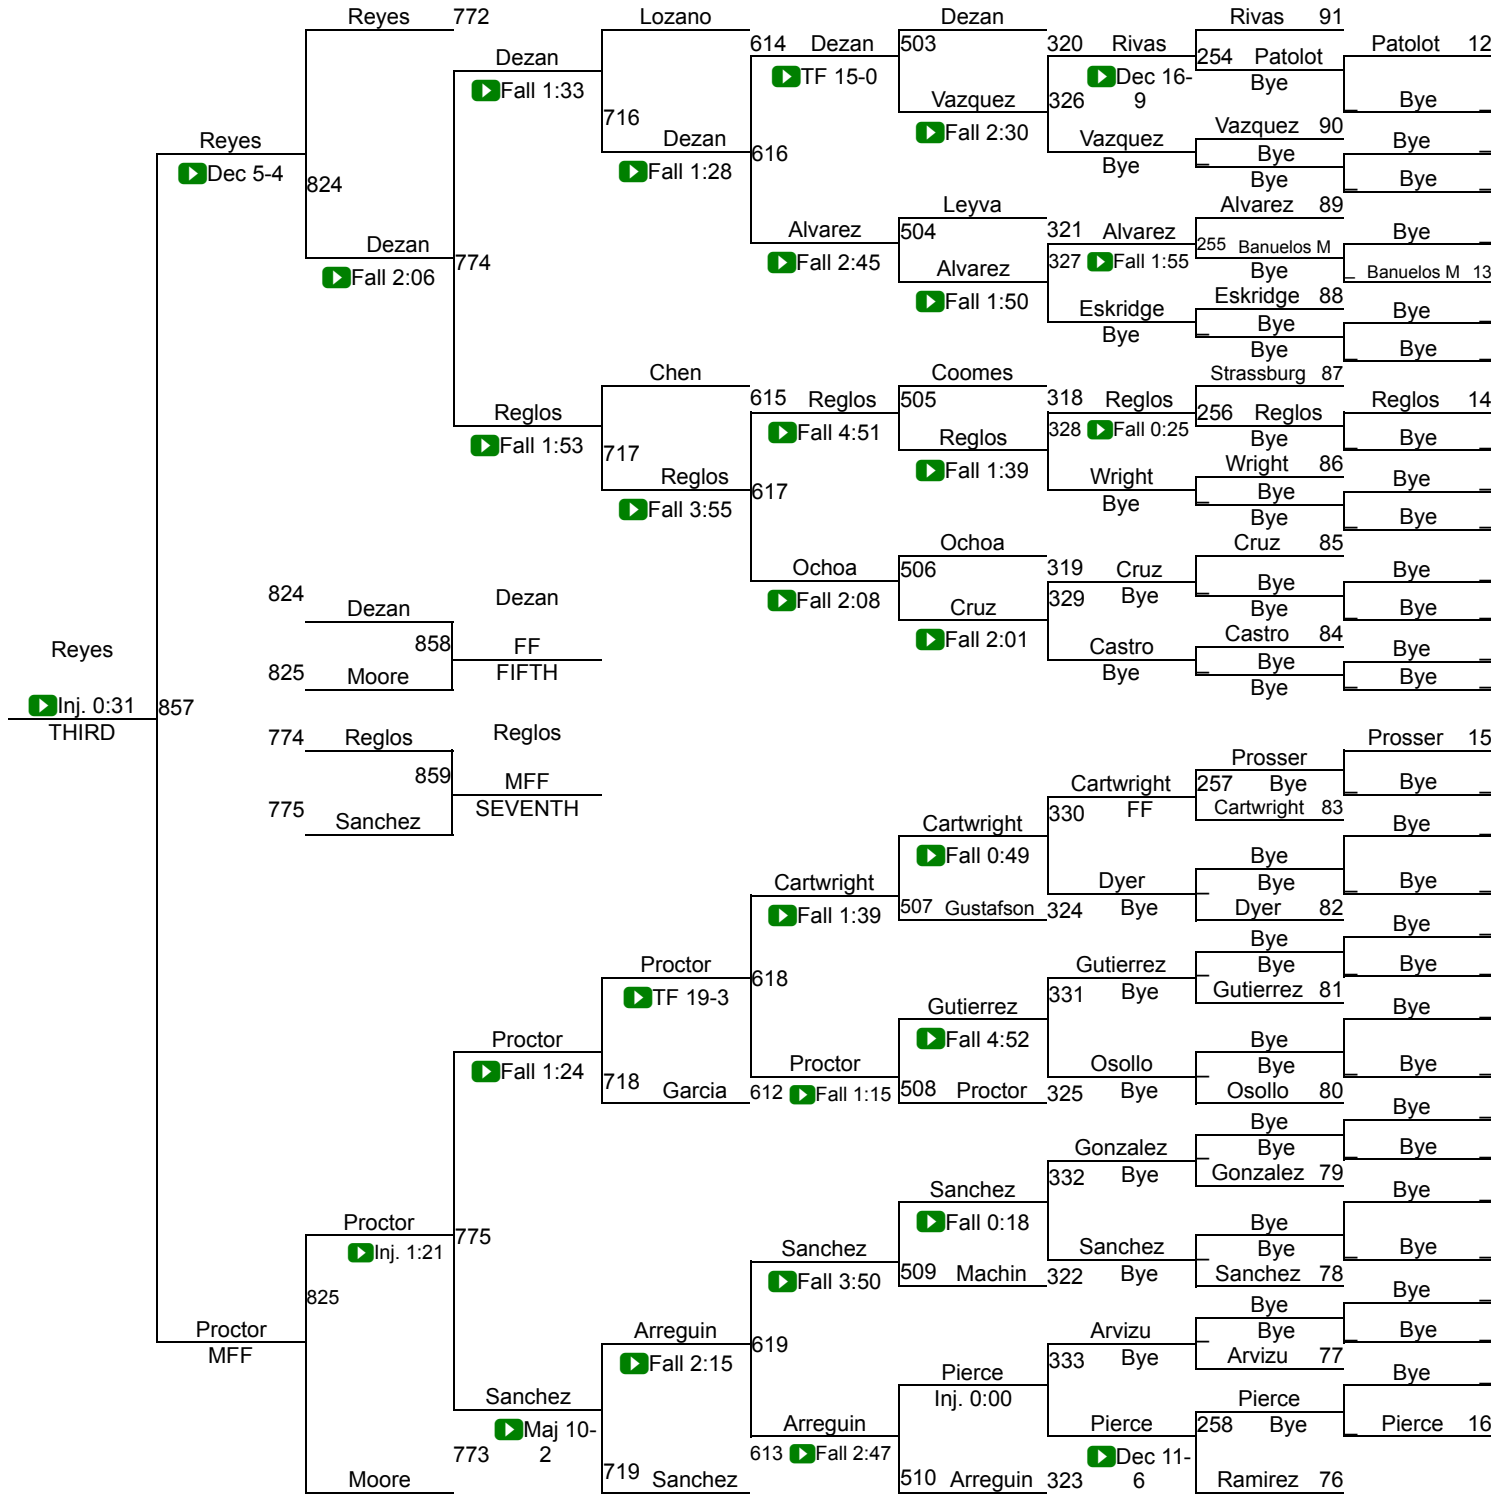 Reyes 772 Lozano Dezan Rivas 91
614 Dezan 503 320 Rivas 254 Patolot Patolot 12
Dezan TF 15-0 Dec 16-9 Bye
Fall 1:33 716 Vazquez 326 Bye
Reyes Dezan Fall 2:30 Vazquez Vazquez 90 Bye
Dec 5-4 Fall 1:28 616 Bye Bye
824 Bye Bye
Leyva Alvarez 89
Dezan Alvarez 504 321 Alvarez 255 Banuelos M Bye
Fall 2:06 774 Fall 2:45 Alvarez 327 Fall 1:55 Bye Banuelos M 13
Fall 1:50 Eskridge Eskridge 88 Bye
Bye Bye
Bye Bye
Chen Coomes Strassburg 87
615 Reglos 505 318 Reglos 256 Reglos Reglos 14
Reglos Fall 4:51 Reglos 328 Fall 0:25 Bye Bye
Fall 1:53 717 Fall 1:39 Wright Wright 86 Bye
Reglos 617 Bye Bye
Fall 3:55 Bye Bye
Ochoa Cruz 85
Ochoa 506 319 Cruz Bye Bye
Fall 2:08 Cruz 329 Bye Bye Bye
Fall 2:01 Castro Castro 84 Bye
Bye Bye Bye
Bye
824 Dezan Dezan
858 FF
825 Moore FIFTH
Reyes
Inj. 0:31 857
THIRD
774 Reglos Reglos
859 MFF
775 Sanchez SEVENTH
Prosser Prosser 15
Cartwright 257 Bye Bye
330 FF Cartwright 83
Cartwright Bye
Fall 0:49 Bye
Cartwright Dyer Bye Bye
Fall 1:39 507 Gustafson 324 Bye Dyer 82
Bye
Proctor Bye
TF 19-3 618 Gutierrez Bye Bye
331 Bye Gutierrez 81
Gutierrez Bye
Proctor Fall 4:52 Bye
Fall 1:24 Proctor Osollo Bye Bye
718 Garcia 612 Fall 1:15 508 Proctor 325 Bye Osollo 80
Bye
Bye
Gonzalez Bye Bye
332 Bye Gonzalez 79
Sanchez Bye
Proctor 775 Fall 0:18 Bye
Inj. 1:21 Sanchez Sanchez Bye Bye
Fall 3:50 509 Machin 322 Bye Sanchez 78
825 Bye
Bye
Proctor Arreguin 619 Arvizu Bye Bye
MFF Fall 2:15 333 Bye Arvizu 77
Pierce Bye
Sanchez Inj. 0:00 Pierce
Maj 10-2 Arreguin Pierce 258 Bye Pierce 16
773 613 Fall 2:47 Dec 11-6
Moore 719 Sanchez 510 Arreguin 323 Ramirez 76